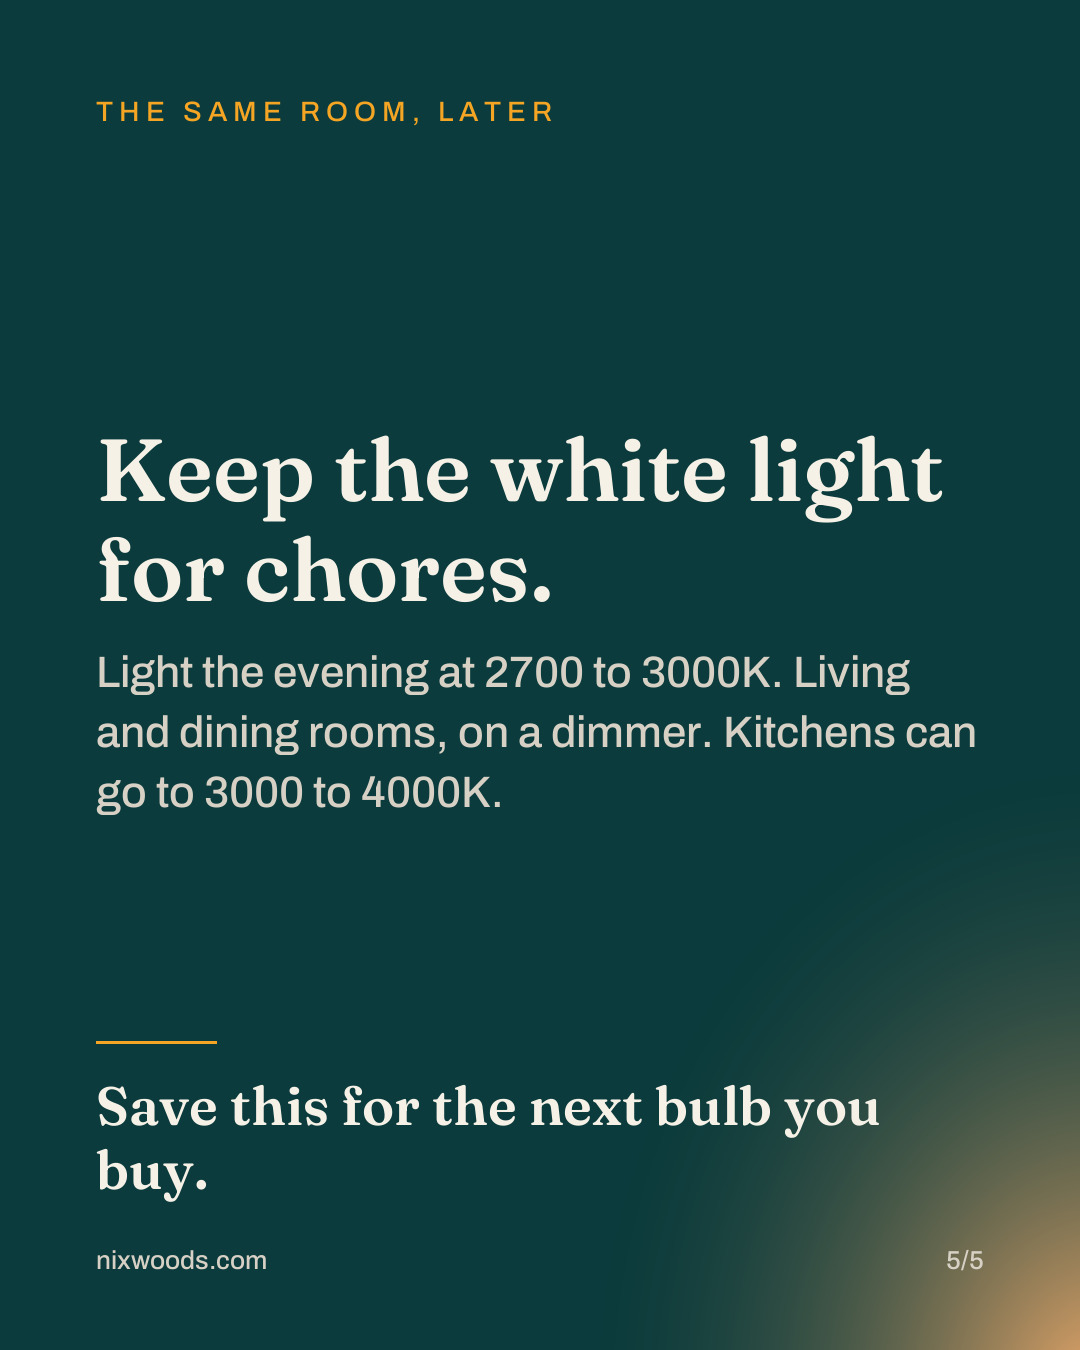 THE SAME ROOM, LATER
Keep the white light
for chores.
Light the evening at 2700 to 3000K. Living
and dining rooms, on a dimmer. Kitchens can
go to 3000 to 4000K.
Save this for the next bulb you
buy.
nixwoods.com
5/5